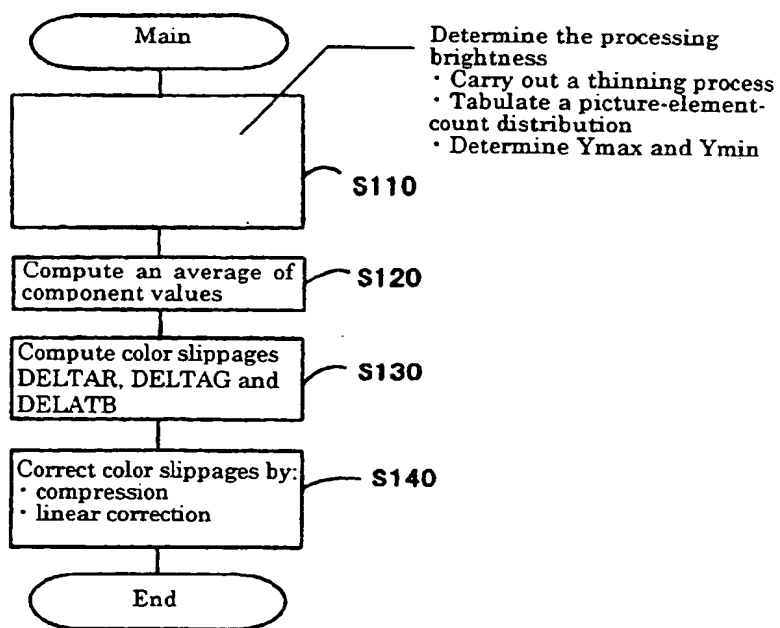 Main
Determine the processing
brightness
· Carry out a thinning process
· Tabulate a picture-element-
count distribution
· Determine Ymax and Ymin
S110
Compute an average of
component values
S120
Compute color slippages
DELTAR, DELTAG and
DELATB
S130
Correct color slippages by:
· compression
· linear correction
S140
End